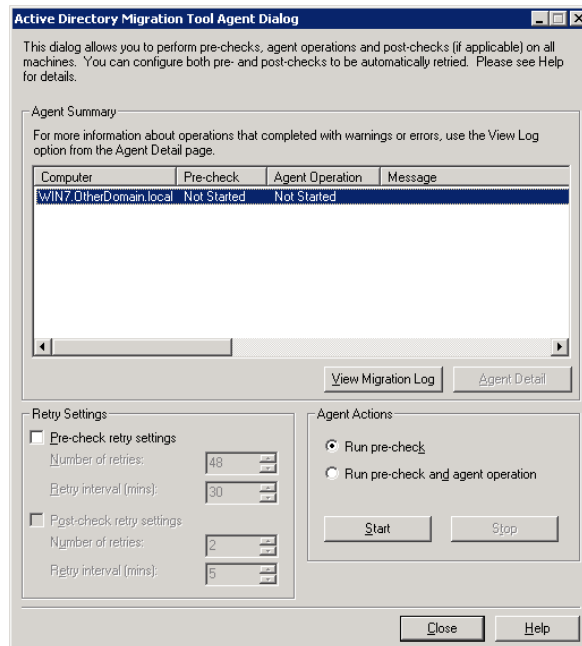 Active Directory Migration Tool Agent Dialog
This dialog allows you to perform pre-checks, agent operations and post-checks (if applicable) on all
machines. You can configure both pre- and post-checks to be automatically retried. Please see Help
for details.
Agent Summary
For more information about operations that completed with warnings or errors, use the View Log
option from the Agent Detail page.
Computer Pre-check Agent Operation Message
WIN7.OtherDomain.local Not Started Not Started
View Migration Log Agent Detail
Retry Settings
Pre-check retry settings
Number of retries: 48
Retry interval (mins): 30
Post-check retry settings
Number of retries: 2
Retry interval (mins): 5
Agent Actions
Run pre-check
Run pre-check and agent operation
Start Stop
Close Help